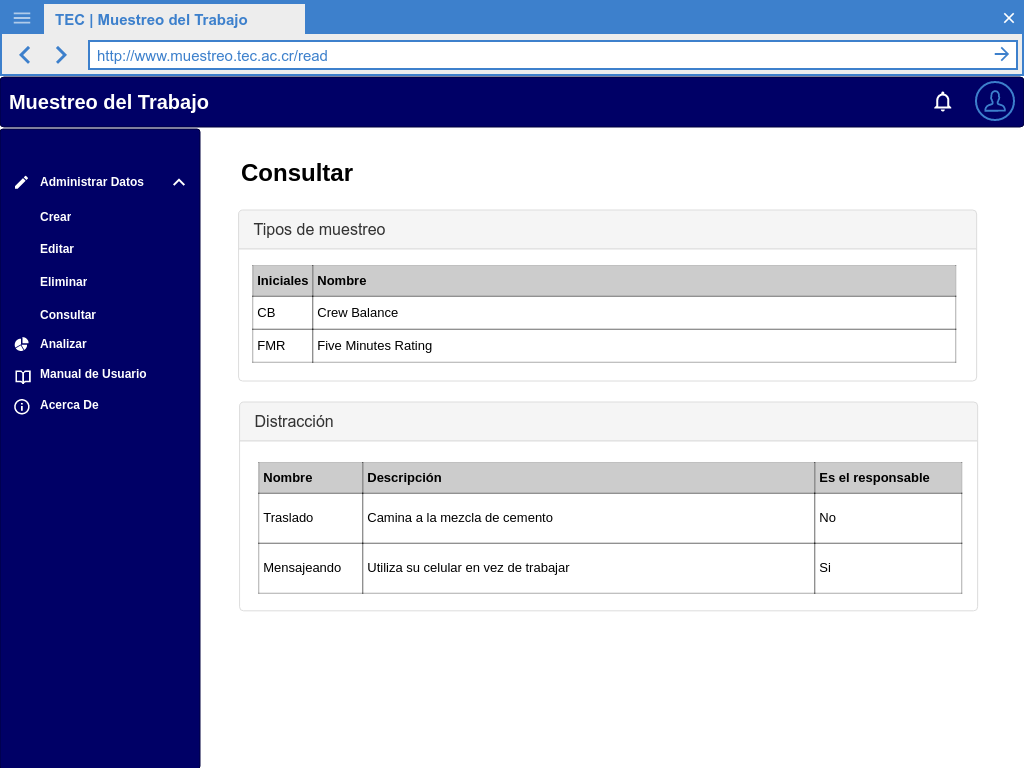 TEC | Muestreo del Trabajo
http://www.muestreo.tec.ac.cr/read
Muestreo del Trabajo
Administrar Datos
Crear
Editar
Eliminar
Consultar
Analizar
Manual de Usuario
Acerca De
Consultar
Tipos de muestreo
Iniciales Nombre
CB Crew Balance
FMR Five Minutes Rating
Distracción
Nombre Descripción Es el responsable
Traslado Camina a la mezcla de cemento No
Mensajeando Utiliza su celular en vez de trabajar Si